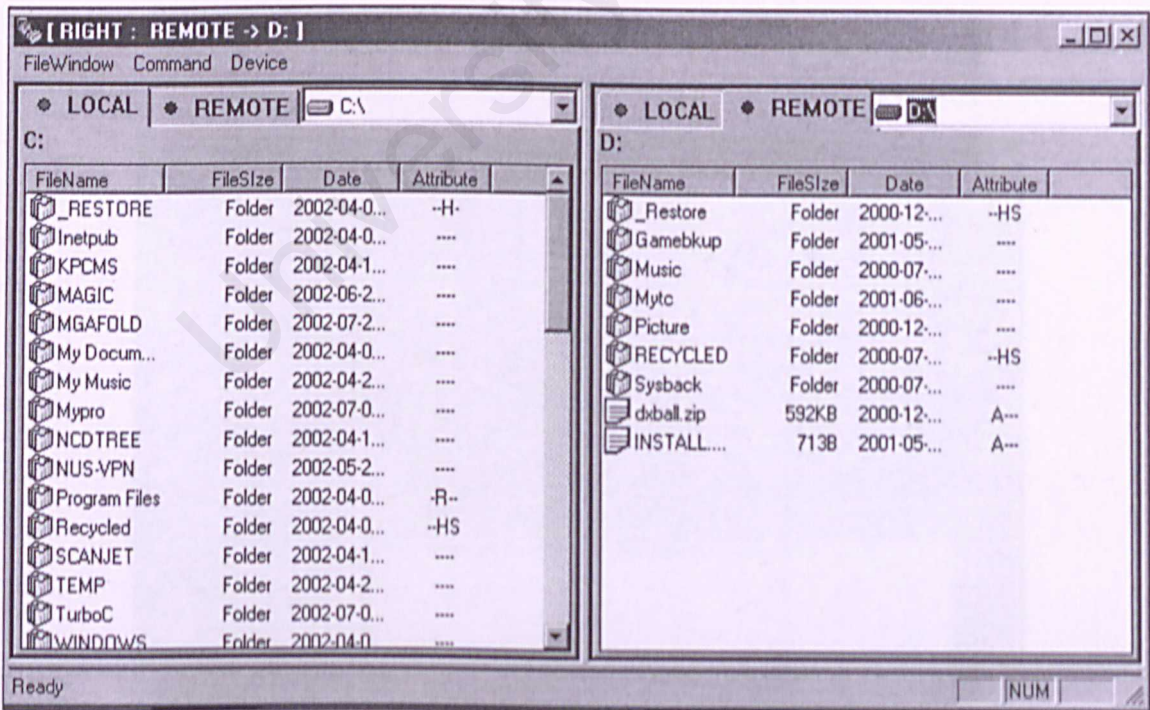 [ RIGHT : REMOTE -> D: ]
FileWindow Command Device
LOCAL REMOTE C:\
C:
FileName FileSIze Date Attribute
_RESTORE Folder 2002-04-0... --H-
Inetpub Folder 2002-04-0... ----
KPCMS Folder 2002-04-1... ----
MAGIC Folder 2002-06-2... ----
MGAFOLD Folder 2002-07-2... ----
My Docum... Folder 2002-04-0... ----
My Music Folder 2002-04-2... ----
Mypro Folder 2002-07-0... ----
NCDTREE Folder 2002-04-1... ----
NUS-VPN Folder 2002-05-2... ----
Program Files Folder 2002-04-0... -R--
Recycled Folder 2002-04-0... --HS
SCANJET Folder 2002-04-1... ----
TEMP Folder 2002-04-2... ----
TurboC Folder 2002-07-0... ----
WINDOWS Folder 2002-04-0 ----
LOCAL REMOTE D:\
D:
FileName FileSIze Date Attribute
_Restore Folder 2000-12-... --HS
Gamebkup Folder 2001-05-... ----
Music Folder 2000-07-... ----
Mytc Folder 2001-06-... ----
Picture Folder 2000-12-... ----
RECYCLED Folder 2000-07-... --HS
Sysback Folder 2000-07-... ----
dxball.zip 592KB 2000-12-... A---
INSTALL.... 713B 2001-05-... A---
Ready NUM